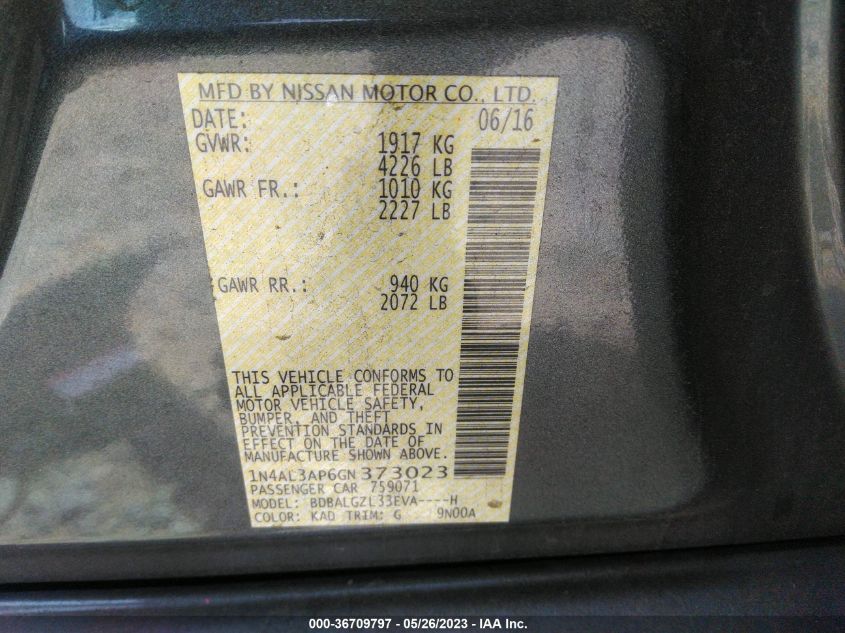 MFD BY NISSAN MOTOR CO., LTD.
DATE: 06/16
GVWR: 1917 KG
4226 LB
GAWR FR.: 1010 KG
2227 LB
GAWR RR.: 940 KG
2072 LB
THIS VEHICLE CONFORMS TO
ALL APPLICABLE FEDERAL
MOTOR VEHICLE SAFETY,
BUMPER, AND THEFT
PREVENTION STANDARDS IN
EFFECT ON THE DATE OF
MANUFACTURE SHOWN ABOVE.
1N4AL3AP6GN373023
PASSENGER CAR 759071
MODEL: BDBALGZL33EVA----H
COLOR: KAD TRIM: G 9N00A
000-36709797 - 05/26/2023 - IAA Inc.